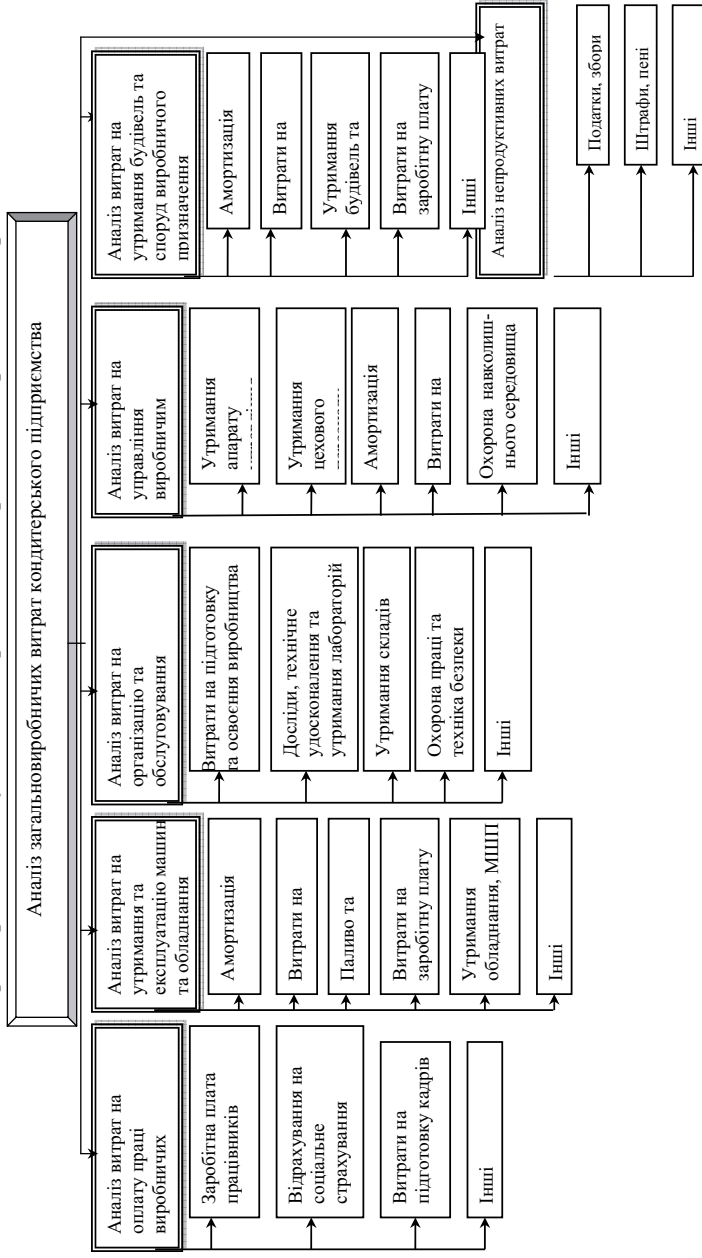 Аналіз загальновиробничих витрат кондитерського підприємства
Аналіз витрат на
оплату праці
виробничих
Заробітна плата
працівників
Відрахування на
соціальне
страхування
Витрати на
підготовку кадрів
Інші
Аналіз витрат на
утримання та
експлуатацію машин
та обладнання
Амортизація
Витрати на
Паливо та
Витрати на
заробітну плату
Утримання
обладнання, МШП
Інші
Аналіз витрат на
організацію та
обслуговування
Витрати на підготовку
та освоєння виробництва
Досліди, технічне
удосконалення та
утримання лабораторій
Утримання складів
Охорона праці та
техніка безпеки
Інші
Аналіз витрат на
управління
виробничим
Утримання
апарату
Утримання
цехового
Амортизація
Витрати на
Охорона навколиш-
нього середовища
Інші
Аналіз витрат на
утримання будівель та
споруд виробничого
призначення
Амортизація
Витрати на
Утримання
будівель та
Витрати на
заробітну плату
Інші
Аналіз непродуктивних витрат
Податки, збори
Штрафи, пені
Інші